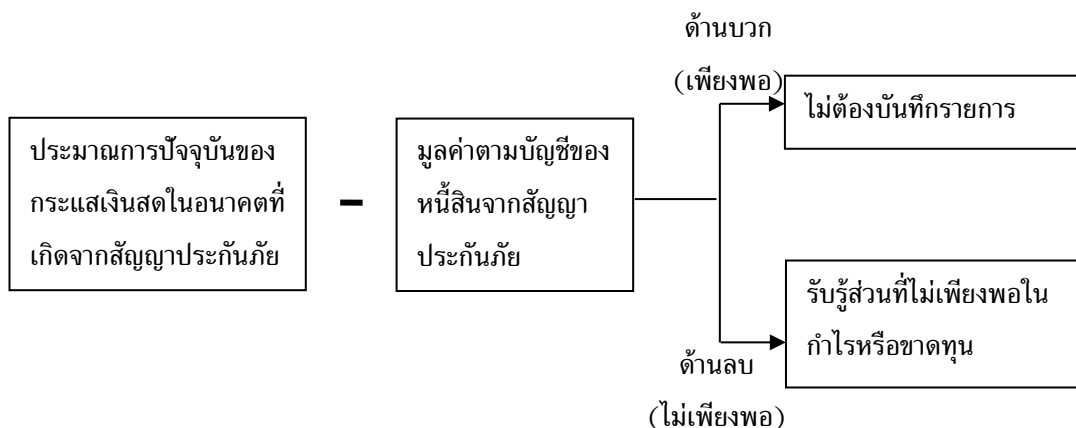 ด้านบวก
(เพียงพอ)
ไม่ต้องบันทึกรายการ
ประมาณการปัจจุบันของ
กระแสเงินสดในอนาคตที่
เกิดจากสัญญาประกันภัย
–
มูลค่าตามบัญชีของ
หนี้สินจากสัญญา
ประกันภัย
รับรู้ส่วนที่ไม่เพียงพอใน
กำไรหรือขาดทุน
ด้านลบ
(ไม่เพียงพอ)